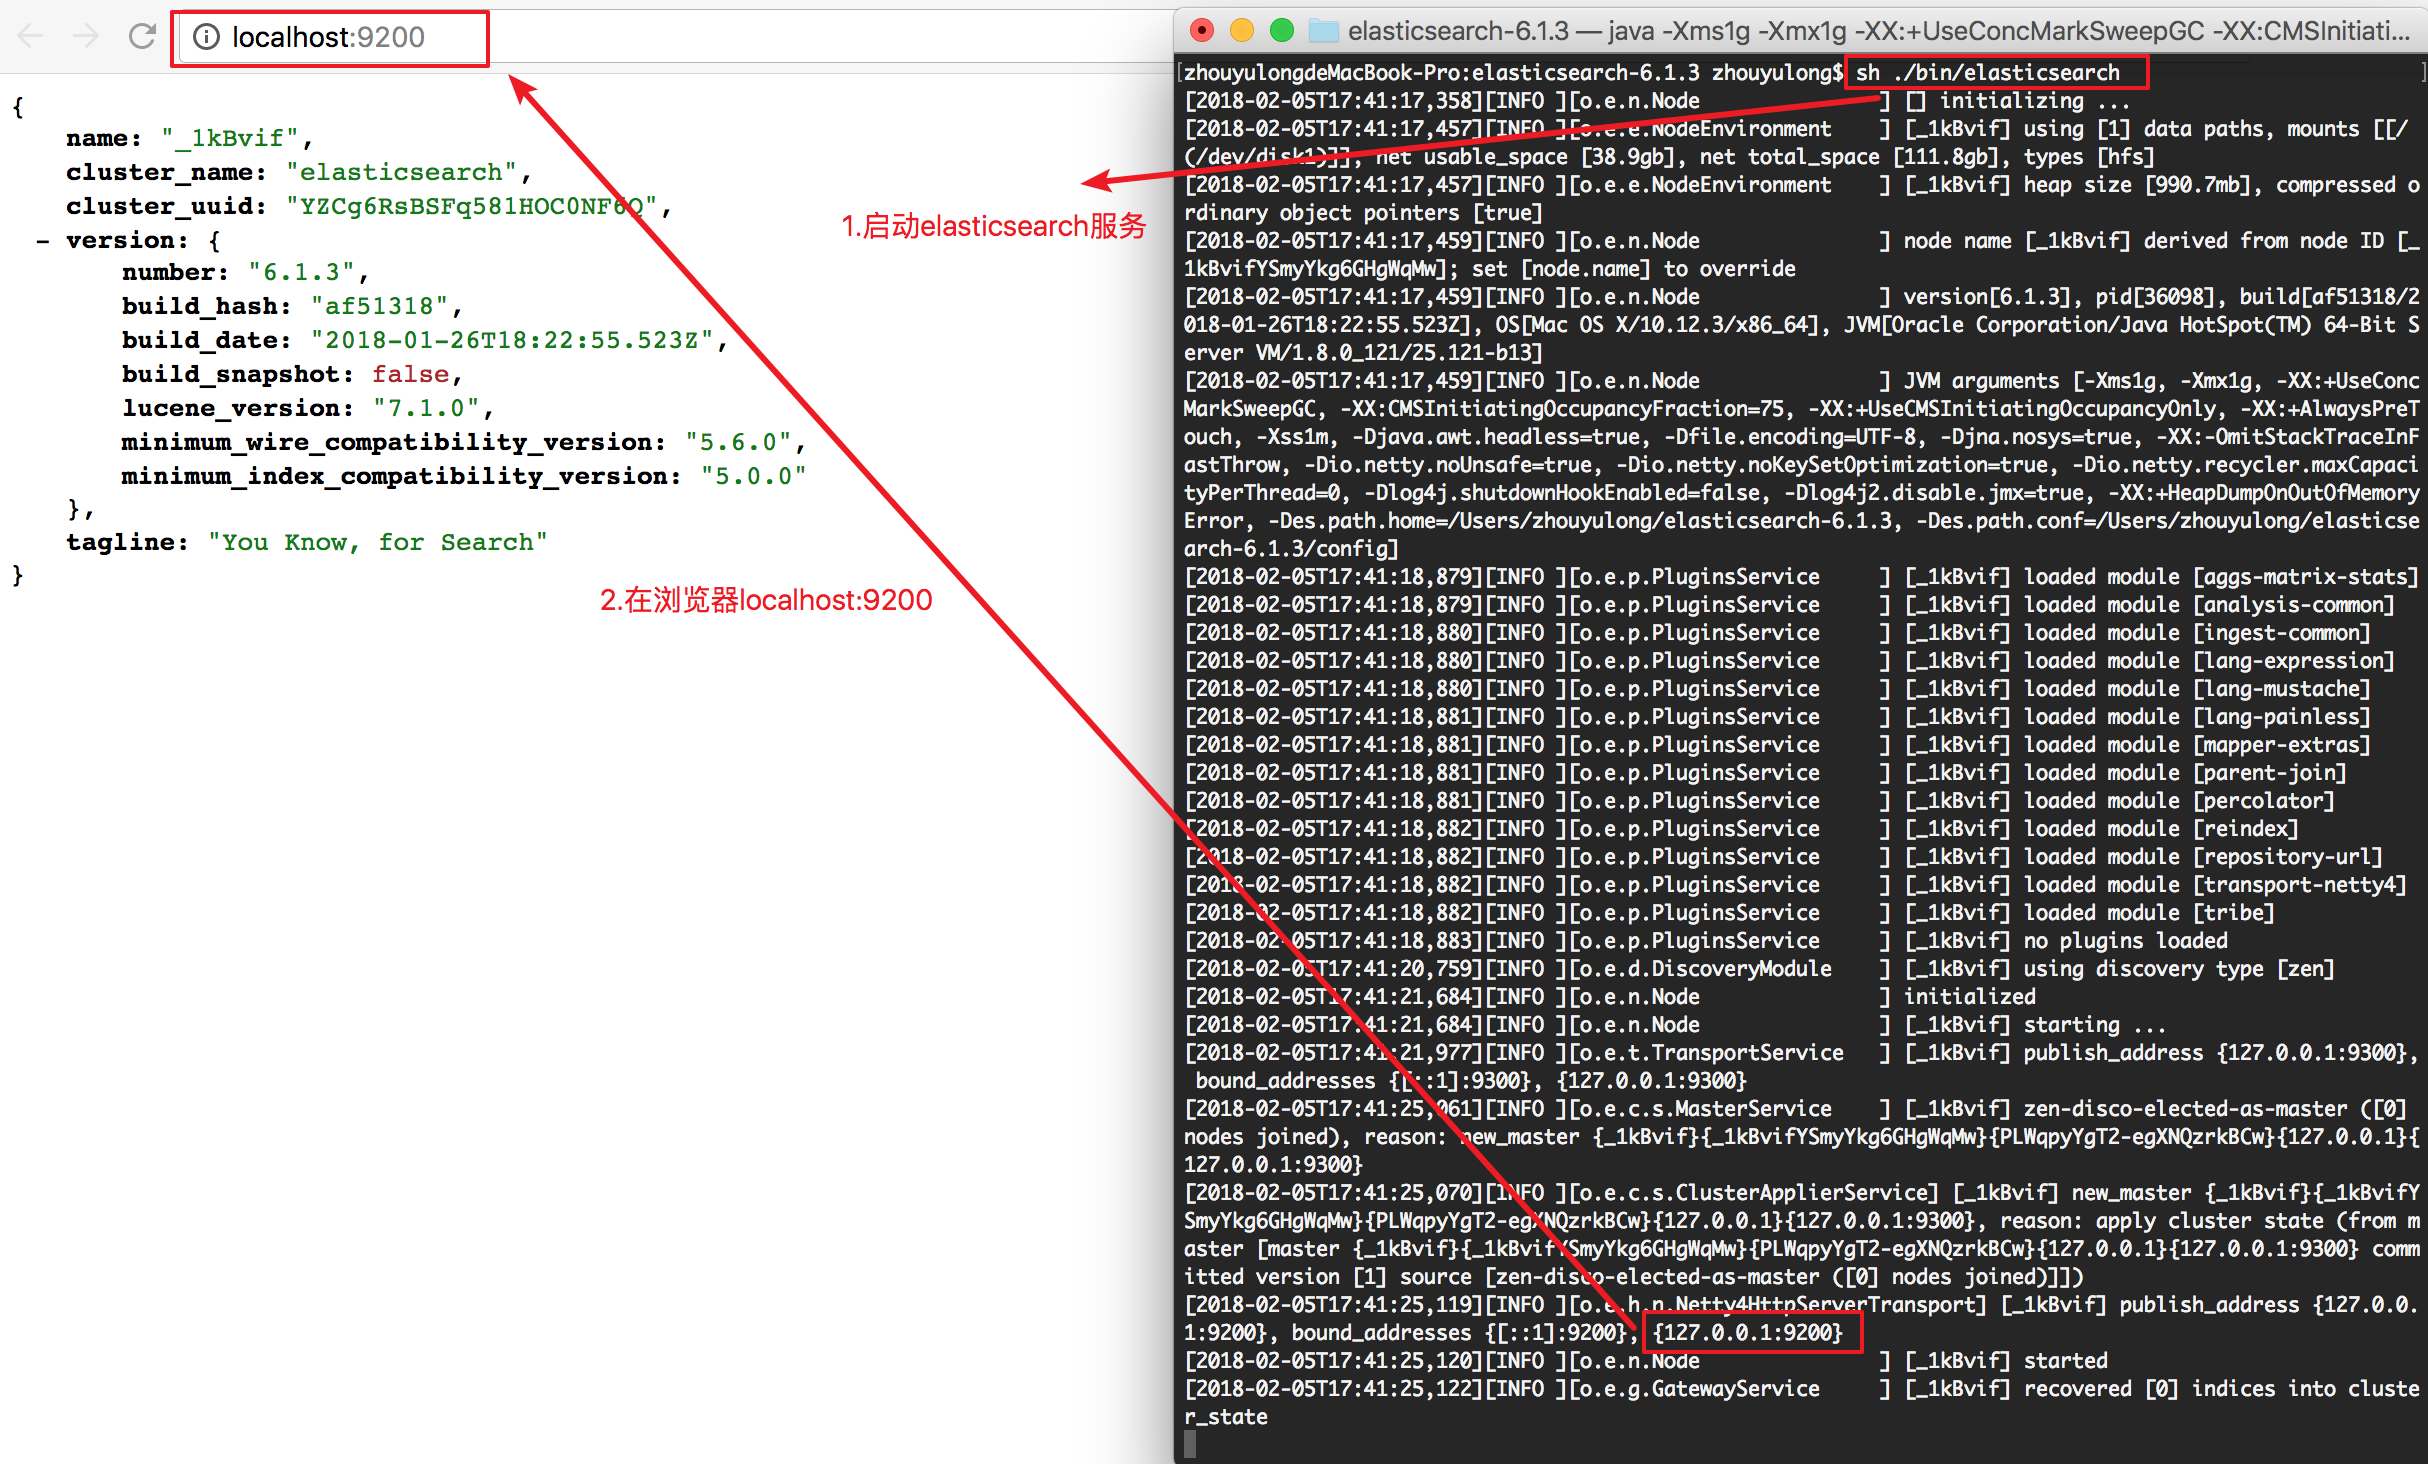 localhost:9200
{
name: "_1kBvif",
cluster_name: "elasticsearch",
cluster_uuid: "YZCg6RsBSFq581HOC0NF6Q",
- version: {
number: "6.1.3",
build_hash: "af51318",
build_date: "2018-01-26T18:22:55.523Z",
build_snapshot: false,
lucene_version: "7.1.0",
minimum_wire_compatibility_version: "5.6.0",
minimum_index_compatibility_version: "5.0.0"
},
tagline: "You Know, for Search"
}
1.启动elasticsearch服务
2.在浏览器localhost:9200
elasticsearch-6.1.3 — java -Xms1g -Xmx1g -XX:+UseConcMarkSweepGC -XX:CMSInitiati...
[zhouyulongdeMacBook-Pro:elasticsearch-6.1.3 zhouyulong$ sh ./bin/elasticsearch ]
[2018-02-05T17:41:17,358][INFO ][o.e.n.Node               ] [] initializing ...
[2018-02-05T17:41:17,457][INFO ][o.e.e.NodeEnvironment    ] [_1kBvif] using [1] data paths, mounts [[/
(/dev/disk1)]], net usable_space [38.9gb], net total_space [111.8gb], types [hfs]
[2018-02-05T17:41:17,457][INFO ][o.e.e.NodeEnvironment    ] [_1kBvif] heap size [990.7mb], compressed o
rdinary object pointers [true]
[2018-02-05T17:41:17,459][INFO ][o.e.n.Node               ] node name [_1kBvif] derived from node ID [_
1kBvifYSmyYkg6GHgWqMw]; set [node.name] to override
[2018-02-05T17:41:17,459][INFO ][o.e.n.Node               ] version[6.1.3], pid[36098], build[af51318/2
018-01-26T18:22:55.523Z], OS[Mac OS X/10.12.3/x86_64], JVM[Oracle Corporation/Java HotSpot(TM) 64-Bit S
erver VM/1.8.0_121/25.121-b13]
[2018-02-05T17:41:17,459][INFO ][o.e.n.Node               ] JVM arguments [-Xms1g, -Xmx1g, -XX:+UseConc
MarkSweepGC, -XX:CMSInitiatingOccupancyFraction=75, -XX:+UseCMSInitiatingOccupancyOnly, -XX:+AlwaysPreT
ouch, -Xss1m, -Djava.awt.headless=true, -Dfile.encoding=UTF-8, -Djna.nosys=true, -XX:-OmitStackTraceInF
astThrow, -Dio.netty.noUnsafe=true, -Dio.netty.noKeySetOptimization=true, -Dio.netty.recycler.maxCapaci
tyPerThread=0, -Dlog4j.shutdownHookEnabled=false, -Dlog4j2.disable.jmx=true, -XX:+HeapDumpOnOutOfMemory
Error, -Des.path.home=/Users/zhouyulong/elasticsearch-6.1.3, -Des.path.conf=/Users/zhouyulong/elasticse
arch-6.1.3/config]
[2018-02-05T17:41:18,879][INFO ][o.e.p.PluginsService     ] [_1kBvif] loaded module [aggs-matrix-stats]
[2018-02-05T17:41:18,879][INFO ][o.e.p.PluginsService     ] [_1kBvif] loaded module [analysis-common]
[2018-02-05T17:41:18,880][INFO ][o.e.p.PluginsService     ] [_1kBvif] loaded module [ingest-common]
[2018-02-05T17:41:18,880][INFO ][o.e.p.PluginsService     ] [_1kBvif] loaded module [lang-expression]
[2018-02-05T17:41:18,880][INFO ][o.e.p.PluginsService     ] [_1kBvif] loaded module [lang-mustache]
[2018-02-05T17:41:18,881][INFO ][o.e.p.PluginsService     ] [_1kBvif] loaded module [lang-painless]
[2018-02-05T17:41:18,881][INFO ][o.e.p.PluginsService     ] [_1kBvif] loaded module [mapper-extras]
[2018-02-05T17:41:18,881][INFO ][o.e.p.PluginsService     ] [_1kBvif] loaded module [parent-join]
[2018-02-05T17:41:18,881][INFO ][o.e.p.PluginsService     ] [_1kBvif] loaded module [percolator]
[2018-02-05T17:41:18,882][INFO ][o.e.p.PluginsService     ] [_1kBvif] loaded module [reindex]
[2018-02-05T17:41:18,882][INFO ][o.e.p.PluginsService     ] [_1kBvif] loaded module [repository-url]
[2018-02-05T17:41:18,882][INFO ][o.e.p.PluginsService     ] [_1kBvif] loaded module [transport-netty4]
[2018-02-05T17:41:18,882][INFO ][o.e.p.PluginsService     ] [_1kBvif] loaded module [tribe]
[2018-02-05T17:41:18,883][INFO ][o.e.p.PluginsService     ] [_1kBvif] no plugins loaded
[2018-02-05T17:41:20,759][INFO ][o.e.d.DiscoveryModule    ] [_1kBvif] using discovery type [zen]
[2018-02-05T17:41:21,684][INFO ][o.e.n.Node               ] initialized
[2018-02-05T17:41:21,684][INFO ][o.e.n.Node               ] [_1kBvif] starting ...
[2018-02-05T17:41:21,977][INFO ][o.e.t.TransportService   ] [_1kBvif] publish_address {127.0.0.1:9300},
bound_addresses {[::1]:9300}, {127.0.0.1:9300}
[2018-02-05T17:41:25,061][INFO ][o.e.c.s.MasterService    ] [_1kBvif] zen-disco-elected-as-master ([0]
nodes joined), reason: new_master {_1kBvif}{_1kBvifYSmyYkg6GHgWqMw}{PLWqpyYgT2-egXNQzrkBCw}{127.0.0.1}{
127.0.0.1:9300}
[2018-02-05T17:41:25,070][INFO ][o.e.c.s.ClusterApplierService] [_1kBvif] new_master {_1kBvif}{_1kBvifY
SmyYkg6GHgWqMw}{PLWqpyYgT2-egXNQzrkBCw}{127.0.0.1}{127.0.0.1:9300}, reason: apply cluster state (from m
aster [master {_1kBvif}{_1kBvifYSmyYkg6GHgWqMw}{PLWqpyYgT2-egXNQzrkBCw}{127.0.0.1}{127.0.0.1:9300} comm
itted version [1] source [zen-disco-elected-as-master ([0] nodes joined)]])
[2018-02-05T17:41:25,119][INFO ][o.e.h.n.Netty4HttpServerTransport] [_1kBvif] publish_address {127.0.0.
1:9200}, bound_addresses {[::1]:9200}, {127.0.0.1:9200}
[2018-02-05T17:41:25,120][INFO ][o.e.n.Node               ] [_1kBvif] started
[2018-02-05T17:41:25,122][INFO ][o.e.g.GatewayService     ] [_1kBvif] recovered [0] indices into cluste
r_state